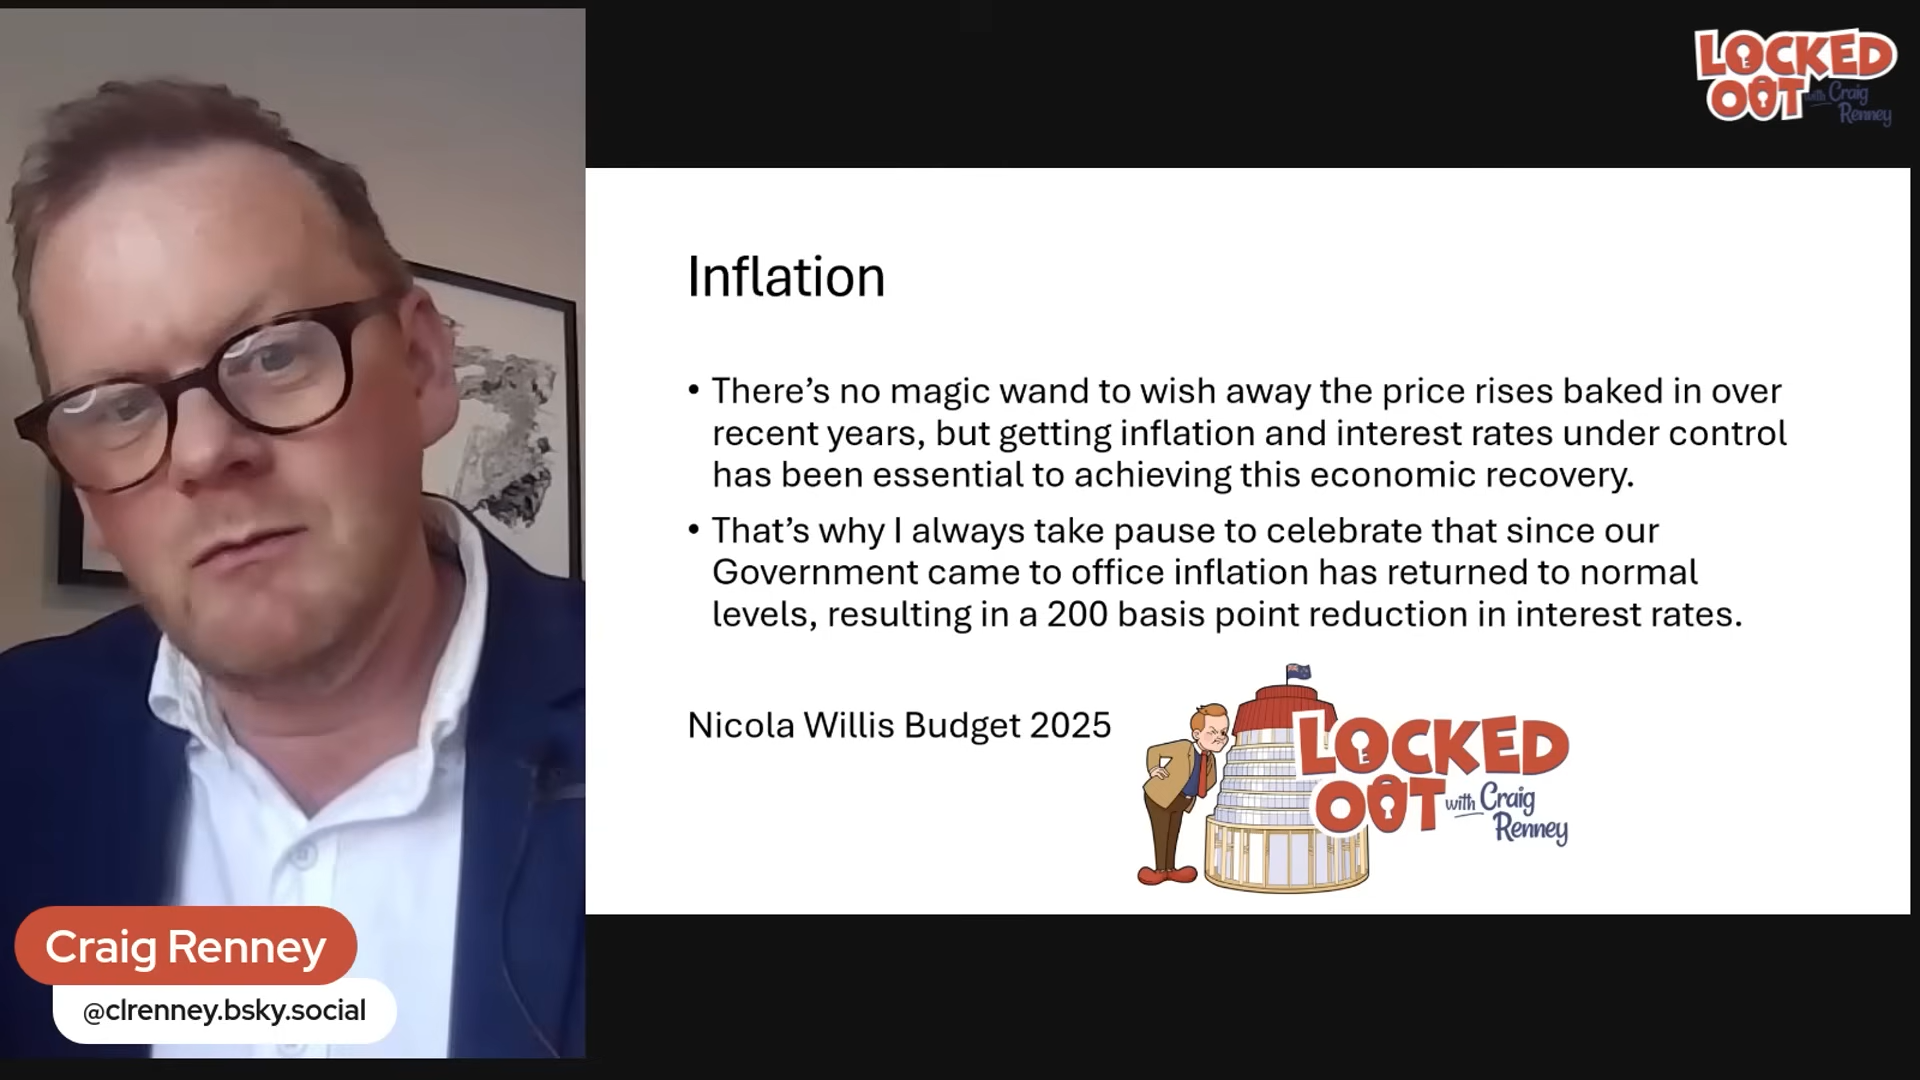 LOCKED
OUT with Craig
Renney
Inflation
• There’s no magic wand to wish away the price rises baked in over
recent years, but getting inflation and interest rates under control
has been essential to achieving this economic recovery.
• That’s why I always take pause to celebrate that since our
Government came to office inflation has returned to normal
levels, resulting in a 200 basis point reduction in interest rates.
Nicola Willis Budget 2025
LOCKED
OUT with Craig
Renney
Craig Renney
@clrenney.bsky.social